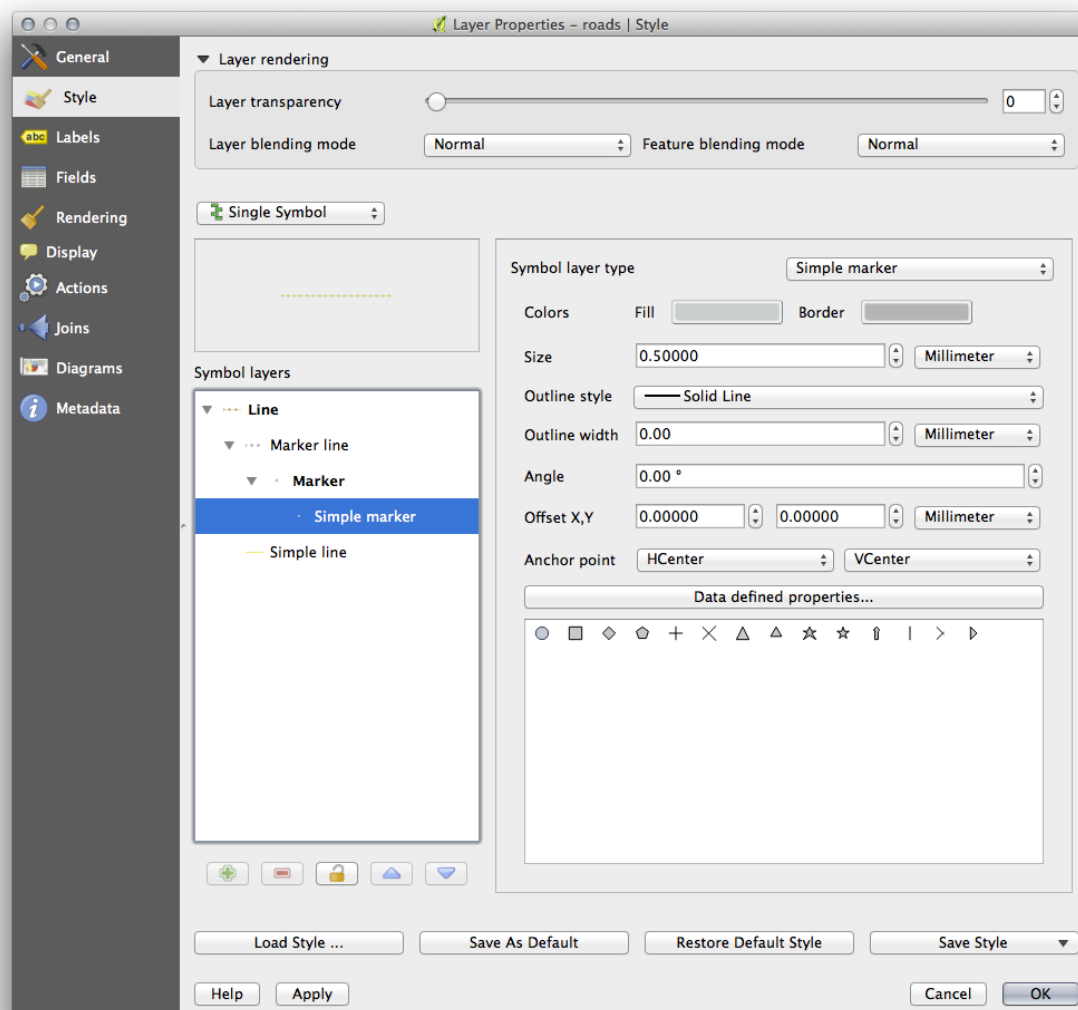 Layer Properties – roads | Style
General
Style
abc Labels
Fields
Rendering
Display
Actions
Joins
Diagrams
i Metadata
Layer rendering
Layer transparency 0
Layer blending mode Normal Feature blending mode Normal
Single Symbol
Symbol layers
Line
Marker line
Marker
Simple marker
Simple line
Symbol layer type Simple marker
Colors Fill Border
Size 0.50000 Millimeter
Outline style Solid Line
Outline width 0.00 Millimeter
Angle 0.00 °
Offset X,Y 0.00000 0.00000 Millimeter
Anchor point HCenter VCenter
Data defined properties...
Load Style ... Save As Default Restore Default Style Save Style
Help Apply Cancel OK